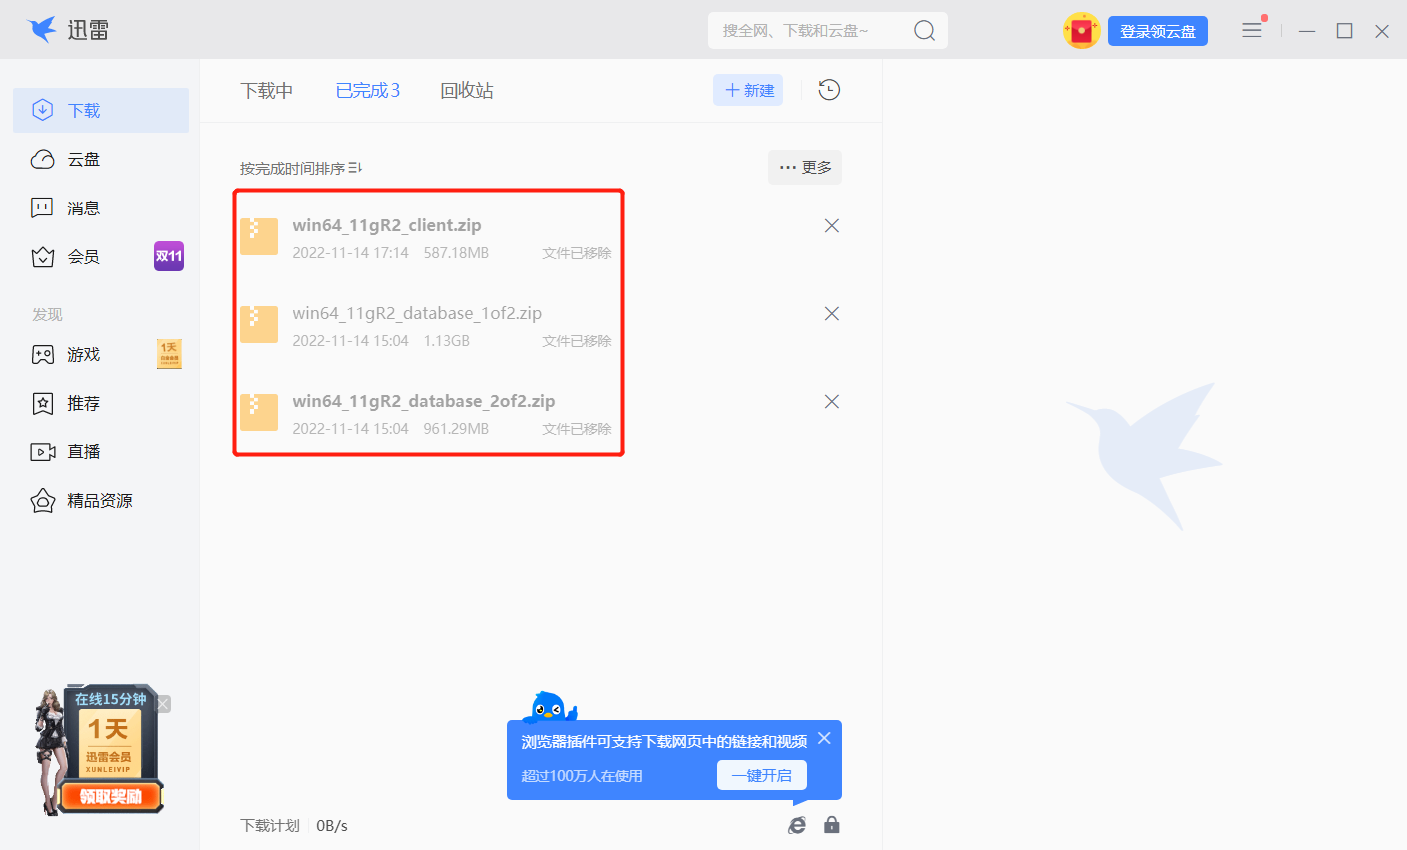 迅雷
搜全网、下载和云盘~
登录领云盘
下载
云盘
消息
会员
双11
发现
游戏
1天
推荐
直播
精品资源
在线15分钟
1天
迅雷会员
XUNLEIVIP
领取奖励
下载中
已完成3
回收站
新建
按完成时间排序
更多
win64_11gR2_client.zip
2022-11-14 17:14 587.18MB 文件已移除
win64_11gR2_database_1of2.zip
2022-11-14 15:04 1.13GB 文件已移除
win64_11gR2_database_2of2.zip
2022-11-14 15:04 961.29MB 文件已移除
浏览器插件可支持下载网页中的链接和视频
超过100万人在使用
一键开启
下载计划 0B/s